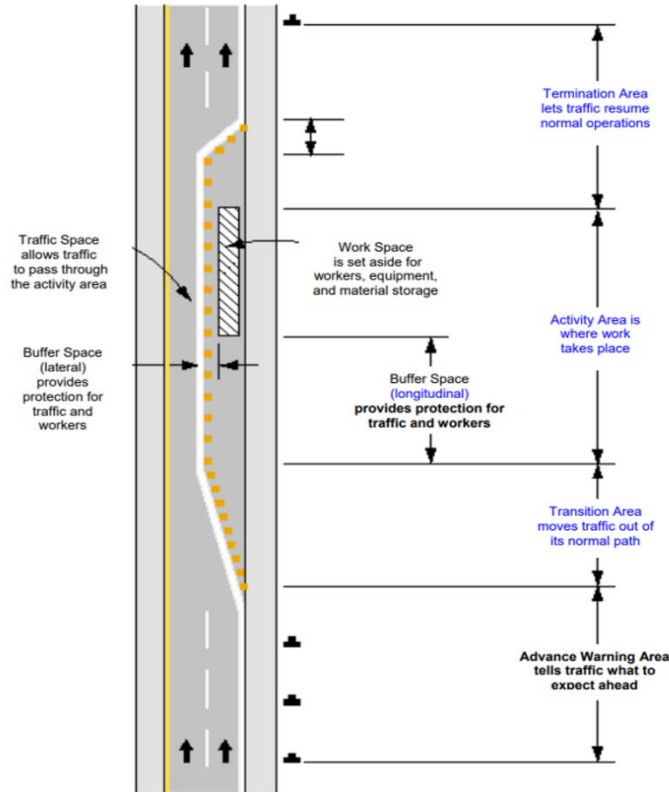 Termination Area
lets traffic resume
normal operations
Traffic Space
allows traffic
to pass through
the activity area
Work Space
is set aside for
workers, equipment,
and material storage
Activity Area is
where work
takes place
Buffer Space
(lateral)
provides
protection for
traffic and
workers
Buffer Space
(longitudinal)
provides protection for
traffic and workers
Transition Area
moves traffic out of
its normal path
Advance Warning Area
tells traffic what to
expect ahead